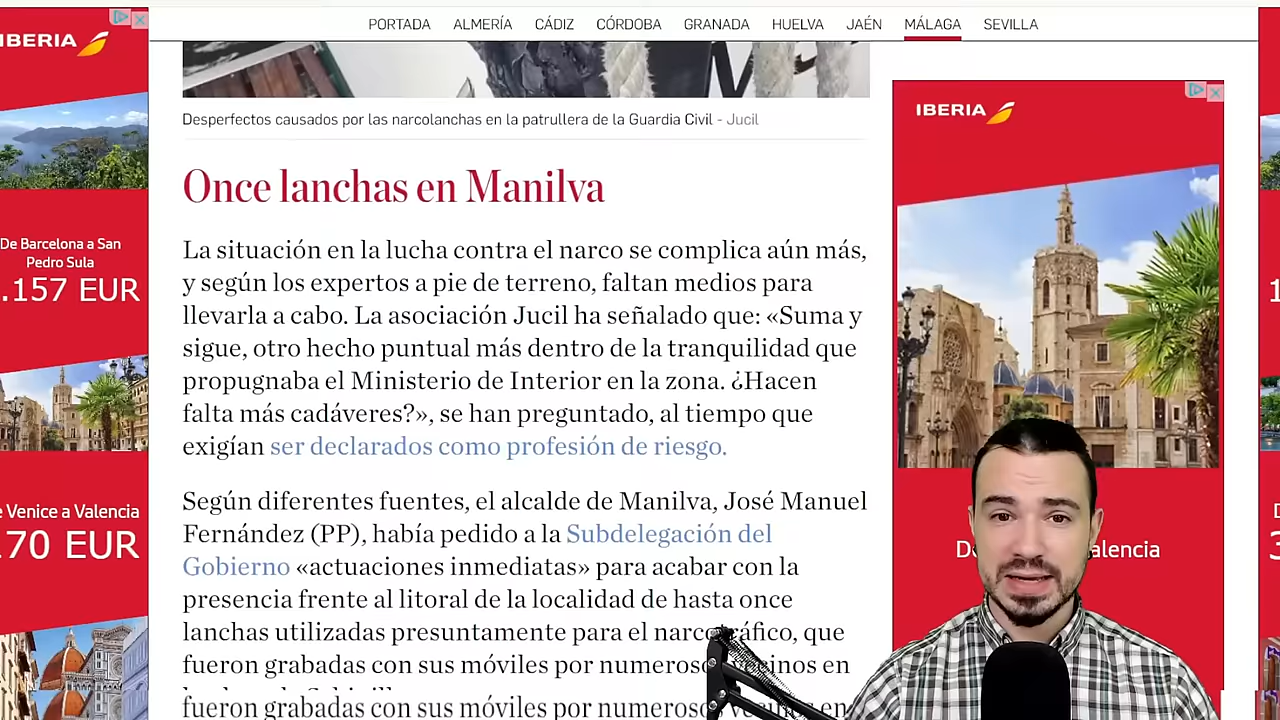 PORTADA ALMERÍA CÁDIZ CÓRDOBA GRANADA HUELVA JAÉN MÁLAGA SEVILLA
IBERIA
De Barcelona a San
Pedro Sula
.157 EUR
Venice a Valencia
70 EUR
Desperfectos causados por las narcolanchas en la patrullera de la Guardia Civil - Jucil
Once lanchas en Manilva
La situación en la lucha contra el narco se complica aún más,
y según los expertos a pie de terreno, faltan medios para
llevarla a cabo. La asociación Jucil ha señalado que: «Suma y
sigue, otro hecho puntual más dentro de la tranquilidad que
propugnaba el Ministerio de Interior en la zona. ¿Hacen
falta más cadáveres?», se han preguntado, al tiempo que
exigían ser declarados como profesión de riesgo.
Según diferentes fuentes, el alcalde de Manilva, José Manuel
Fernández (PP), había pedido a la Subdelegación del
Gobierno «actuaciones inmediatas» para acabar con la
presencia frente al litoral de la localidad de hasta once
lanchas utilizadas presuntamente para el narcotráfico, que
fueron grabadas con sus móviles por numerosos vecinos en
fueron grabadas con sus móviles por numerosos vecinos en
IBERIA